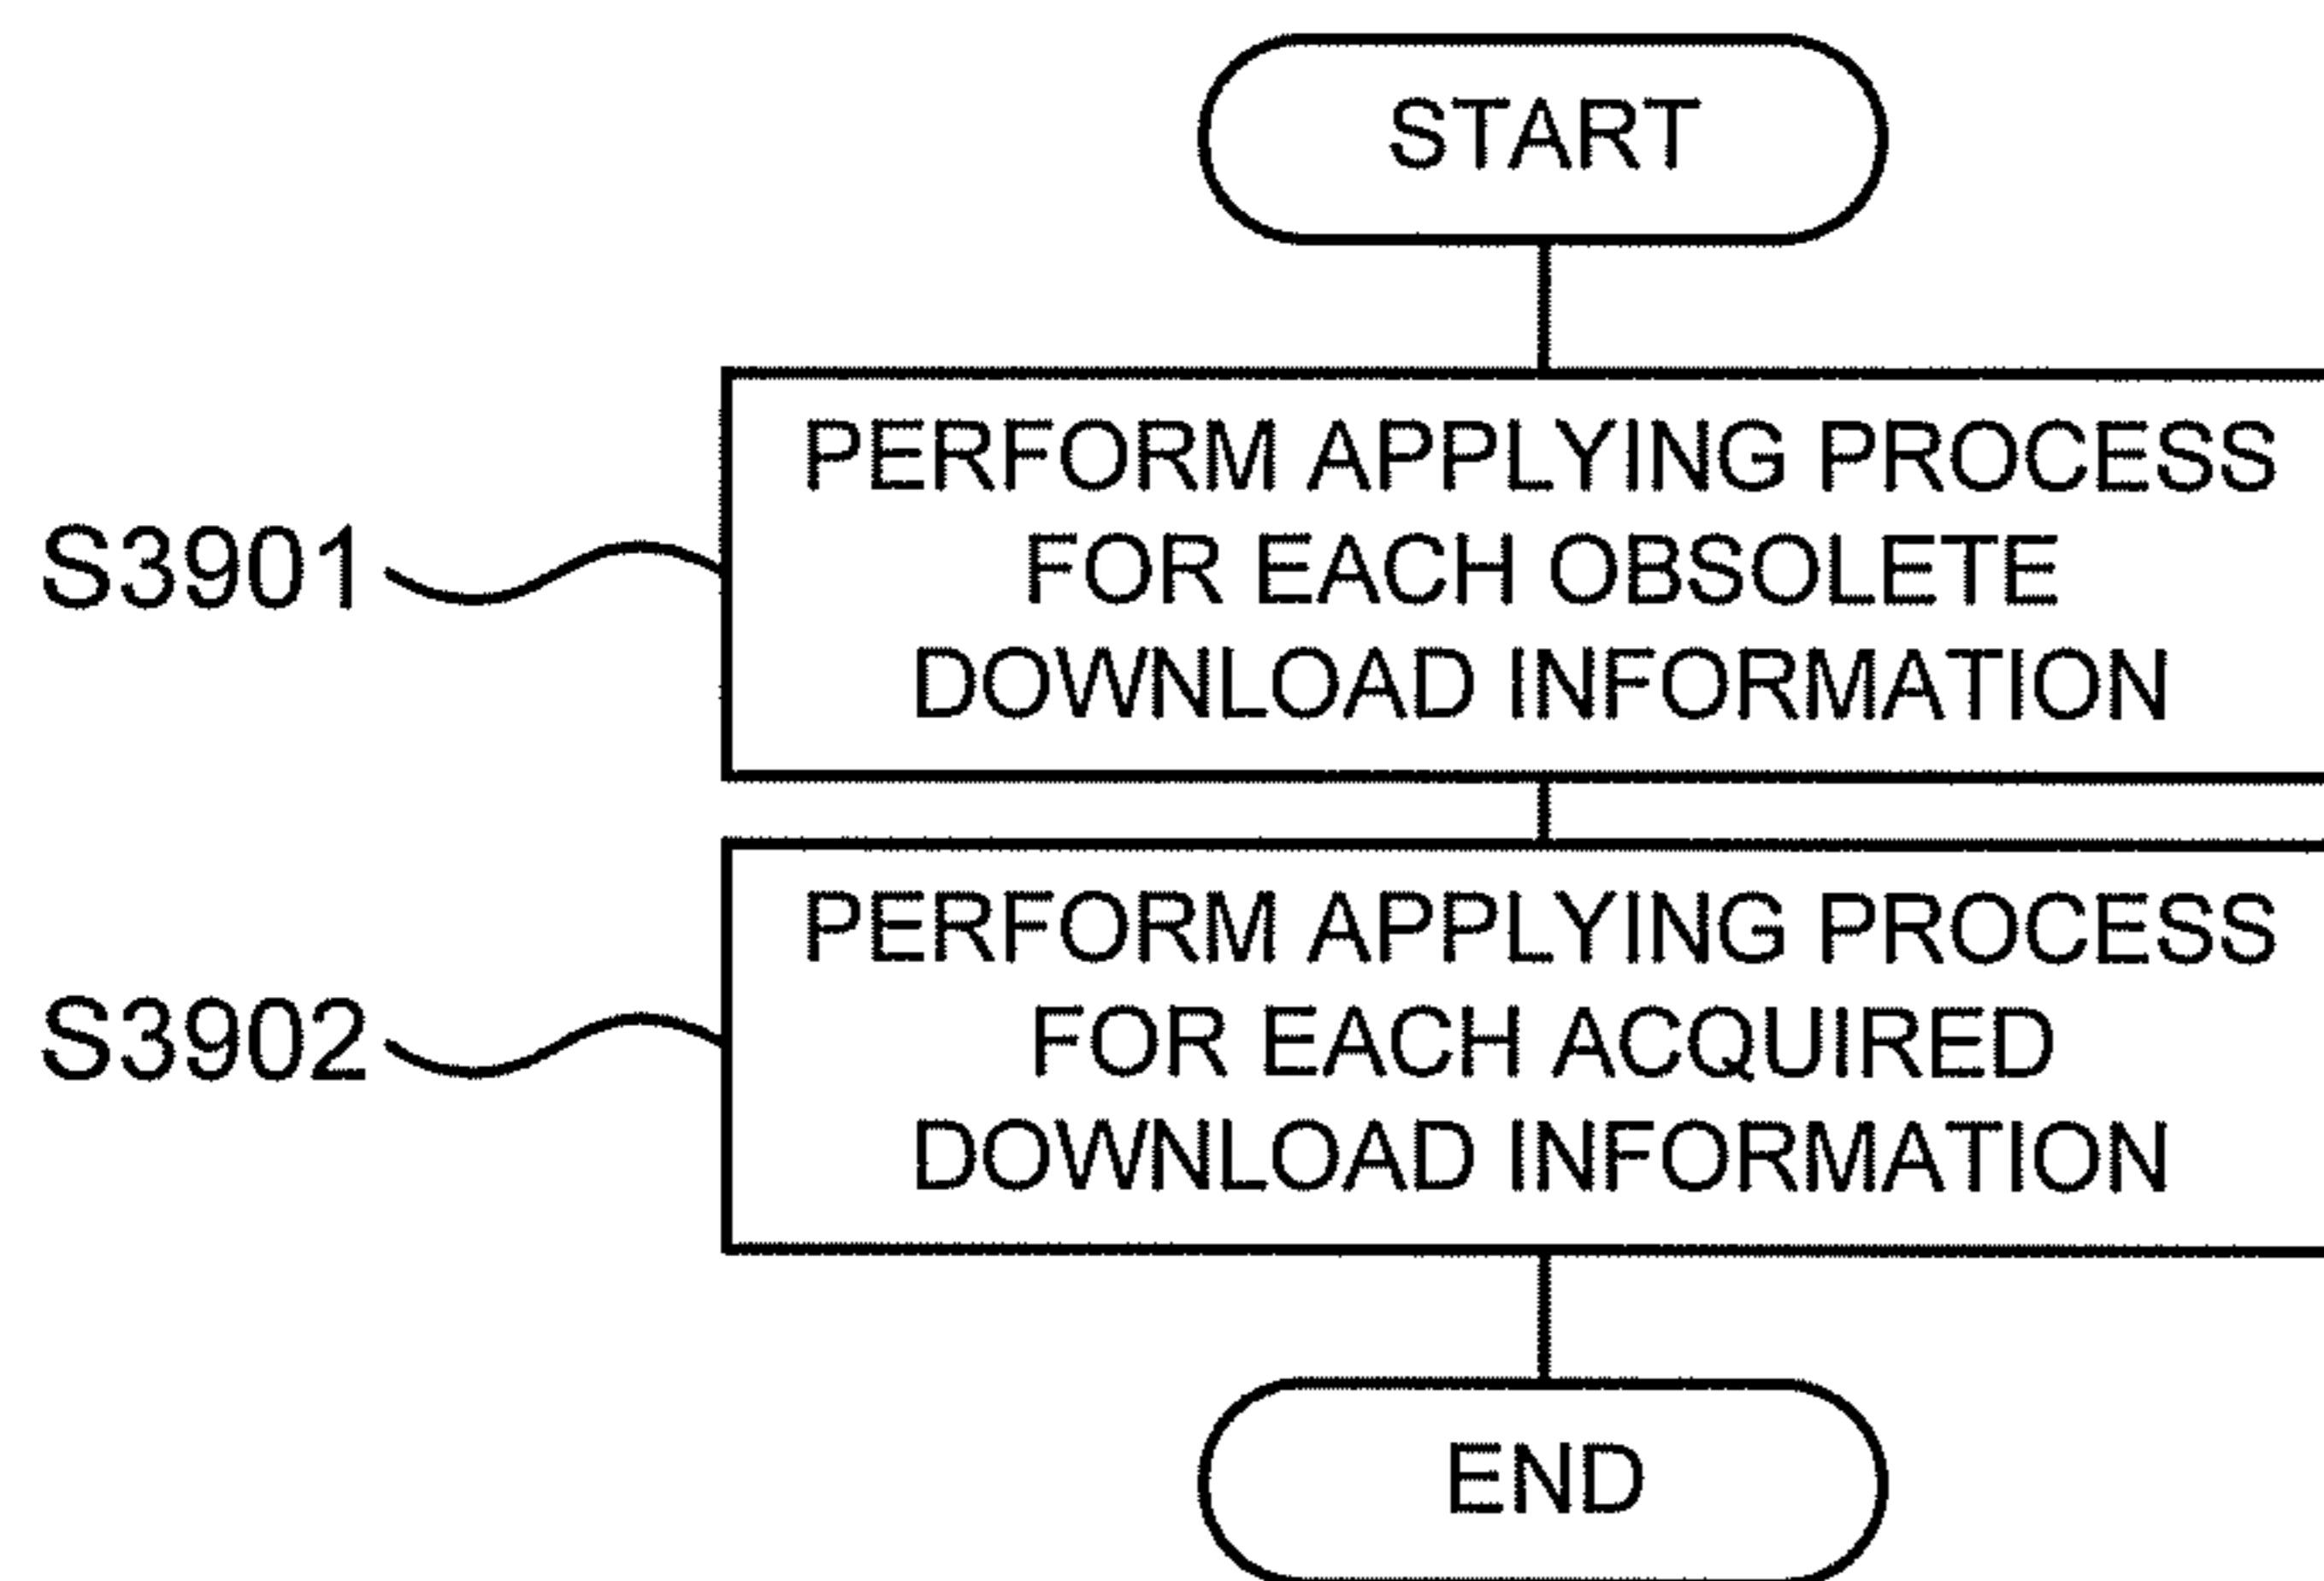 START
PERFORM APPLYING PROCESS
FOR EACH OBSOLETE
DOWNLOAD INFORMATION
S3901
PERFORM APPLYING PROCESS
FOR EACH ACQUIRED
DOWNLOAD INFORMATION
S3902
END